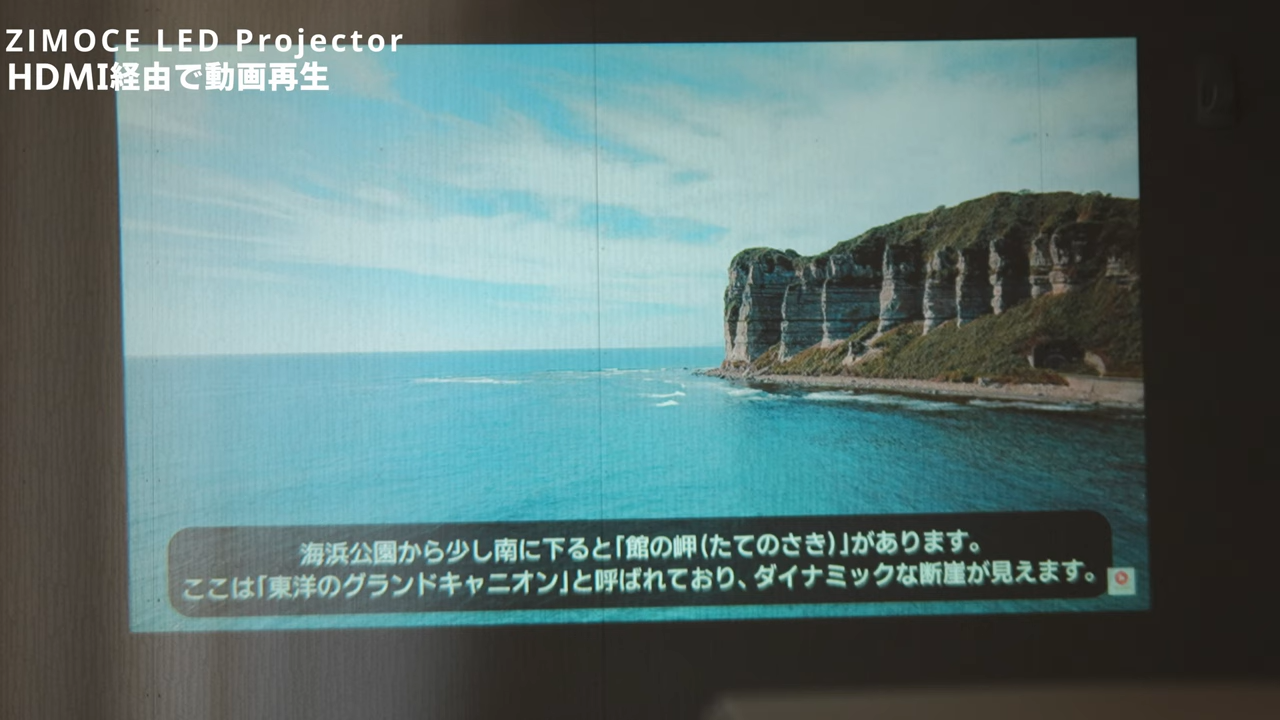 ZIMOCE LED Projector
HDMI経由で動画再生
海浜公園から少し南に下ると｢館の岬(たてのさき)｣があります。
ここは｢東洋のグランドキャニオン｣と呼ばれており、ダイナミックな断崖が見えます。